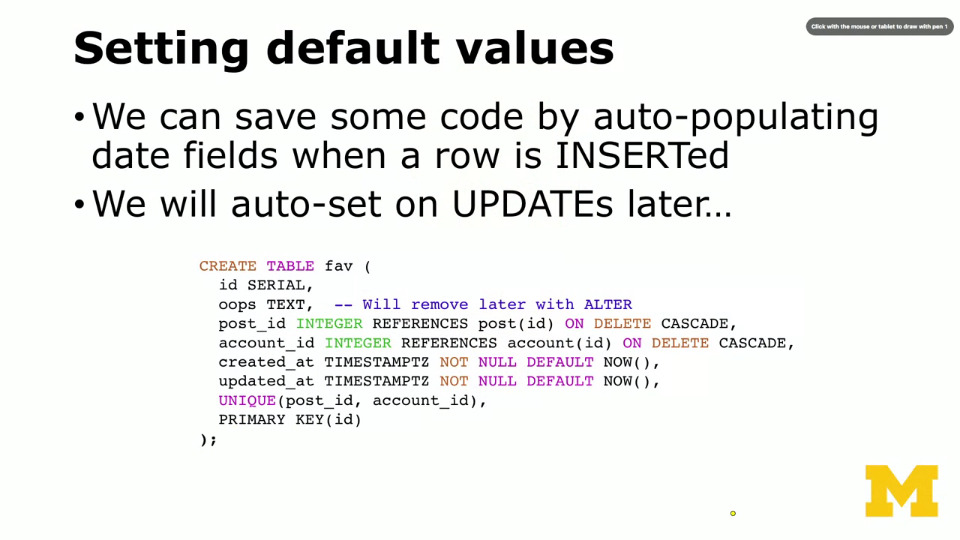 Click with the mouse or tablet to draw with pen 1
Setting default values
• We can save some code by auto-populating
date fields when a row is INSERTed
• We will auto-set on UPDATEs later…
CREATE TABLE fav (
  id SERIAL,
  oops TEXT,  -- Will remove later with ALTER
  post_id INTEGER REFERENCES post(id) ON DELETE CASCADE,
  account_id INTEGER REFERENCES account(id) ON DELETE CASCADE,
  created_at TIMESTAMPTZ NOT NULL DEFAULT NOW(),
  updated_at TIMESTAMPTZ NOT NULL DEFAULT NOW(),
  UNIQUE(post_id, account_id),
  PRIMARY KEY(id)
);
M